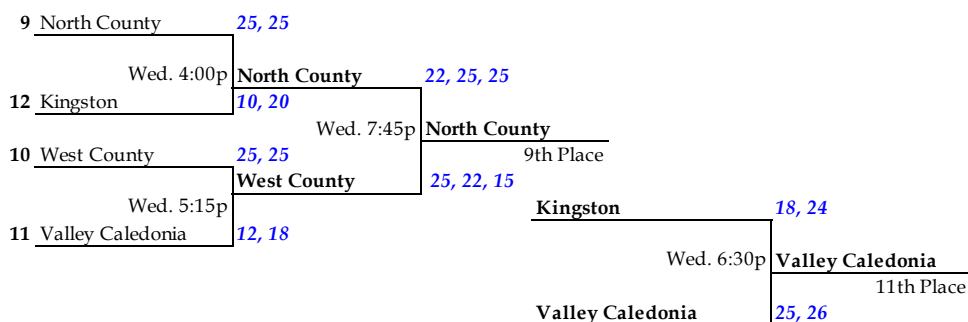 9 North County 25, 25
Wed. 4:00p North County 22, 25, 25
12 Kingston 10, 20
Wed. 7:45p North County
10 West County 25, 25 9th Place
West County 25, 22, 15
Wed. 5:15p Kingston 18, 24
11 Valley Caledonia 12, 18
Wed. 6:30p Valley Caledonia
11th Place
Valley Caledonia 25, 26